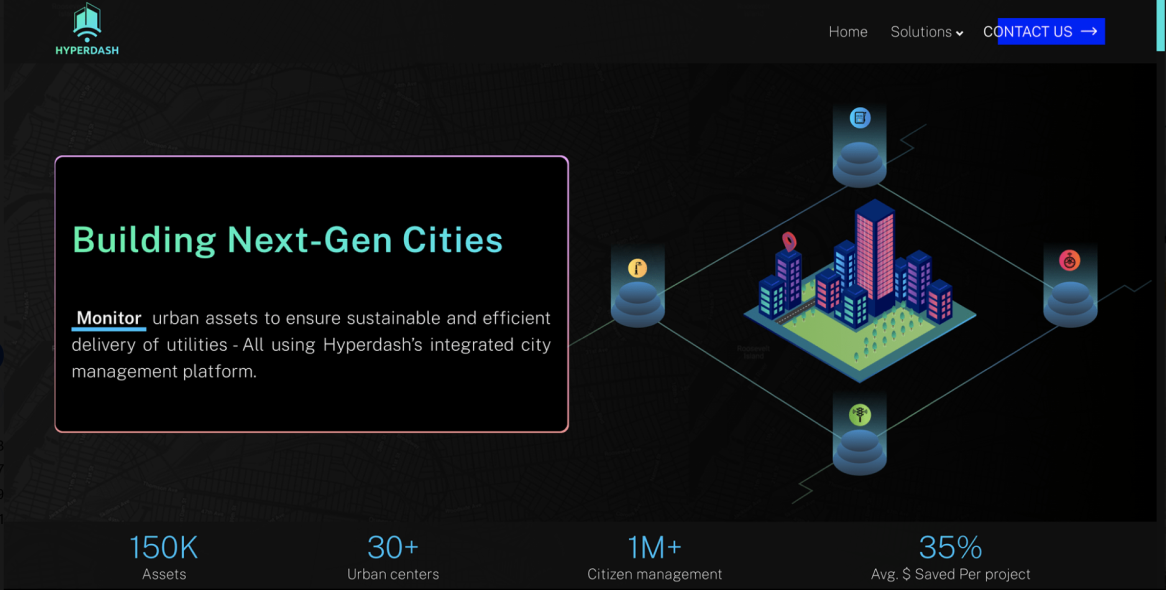 HYPERDASH
Home
Solutions
CONTACT US
Building Next-Gen Cities
Monitor urban assets to ensure sustainable and efficient
delivery of utilities - All using Hyperdash's integrated city
management platform.
150K
Assets
30+
Urban centers
1M+
Citizen management
35%
Avg. $ Saved Per project